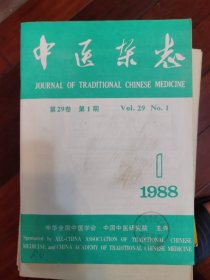 中医杂志
JOURNAL OF TRADITIONAL CHINESE MEDICINE
第29卷 第1期 Vol. 29 No. 1
1
1988
中华全国中医学会 中国中医研究院 主办
Sponsored by ALL-CHINA ASSOCIATION OF TRADITIONAL CHINESE
MEDICINE and CHINA ACADEMY OF TRADITIONAL CHINESE MEDICINE